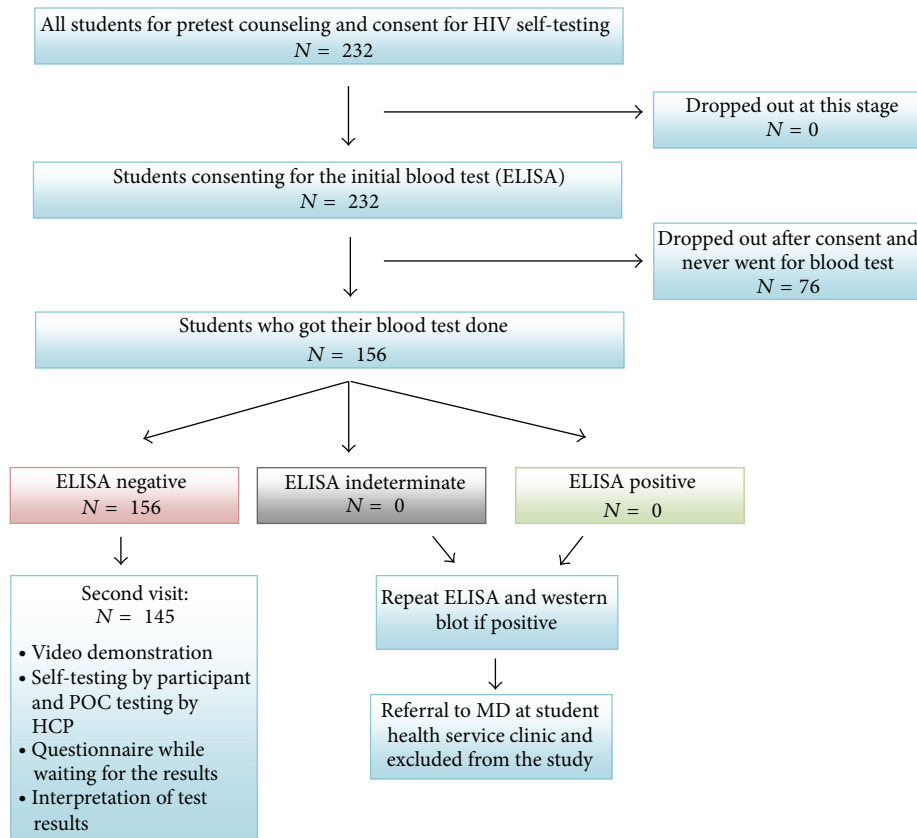 All students for pretest counseling and consent for HIV self-testing
N = 232
Dropped out at this stage
N = 0
Students consenting for the initial blood test (ELISA)
N = 232
Dropped out after consent and
never went for blood test
N = 76
Students who got their blood test done
N = 156
ELISA negative
N = 156
ELISA indeterminate
N = 0
ELISA positive
N = 0
Second visit:
N = 145
• Video demonstration
• Self-testing by participant
and POC testing by
HCP
• Questionnaire while
waiting for the results
• Interpretation of test
results
Repeat ELISA and western
blot if positive
Referral to MD at student
health service clinic and
excluded from the study